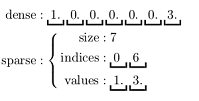 dense : 1. 0. 0. 0. 0. 0. 3.
size : 7
sparse : indices : 0 6
values : 1. 3.